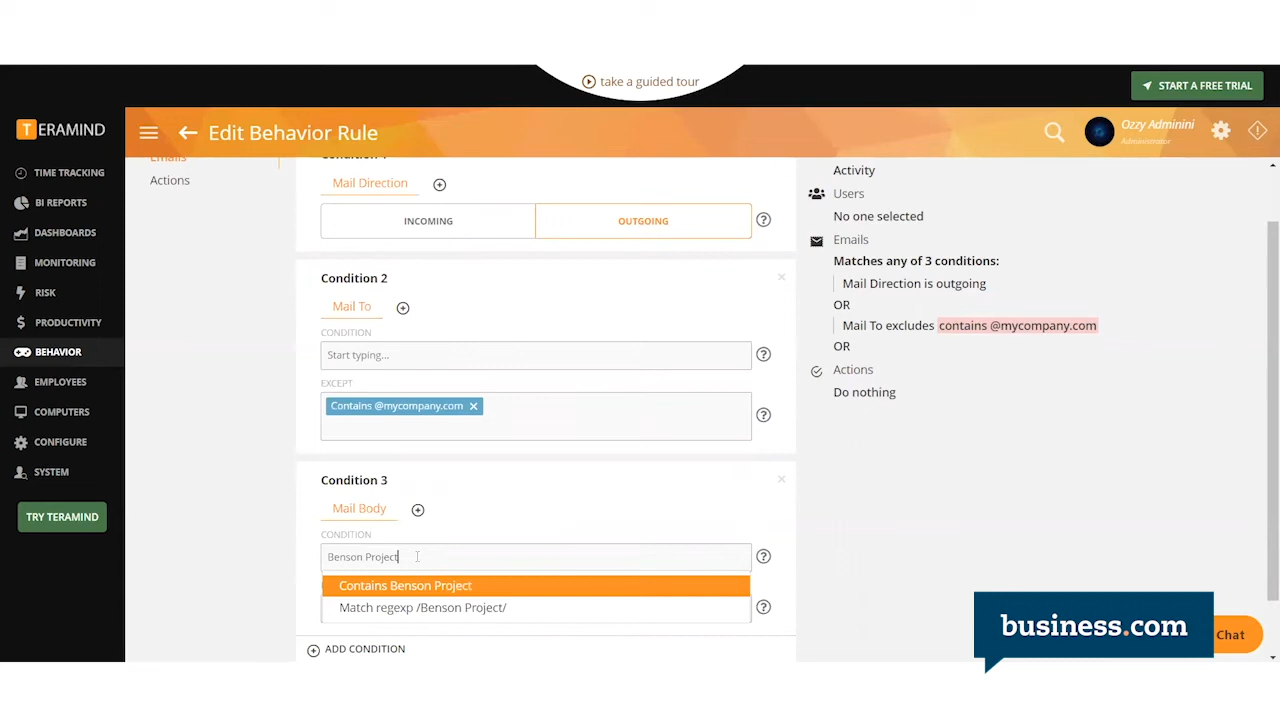 take a guided tour
START A FREE TRIAL
TERAMIND
Edit Behavior Rule
Ozzy Adminini
Administrator
TIME TRACKING
BI REPORTS
DASHBOARDS
MONITORING
RISK
PRODUCTIVITY
BEHAVIOR
EMPLOYEES
COMPUTERS
CONFIGURE
SYSTEM
TRY TERAMIND
Emails
Actions
Mail Direction
INCOMING
OUTGOING
Condition 2
Mail To
CONDITION
Start typing...
EXCEPT
Contains @mycompany.com
Condition 3
Mail Body
CONDITION
Benson Project
Contains Benson Project
Match regexp /Benson Project/
ADD CONDITION
Activity
Users
No one selected
Emails
Matches any of 3 conditions:
Mail Direction is outgoing
OR
Mail To excludes contains @mycompany.com
OR
Actions
Do nothing
business.com
Chat